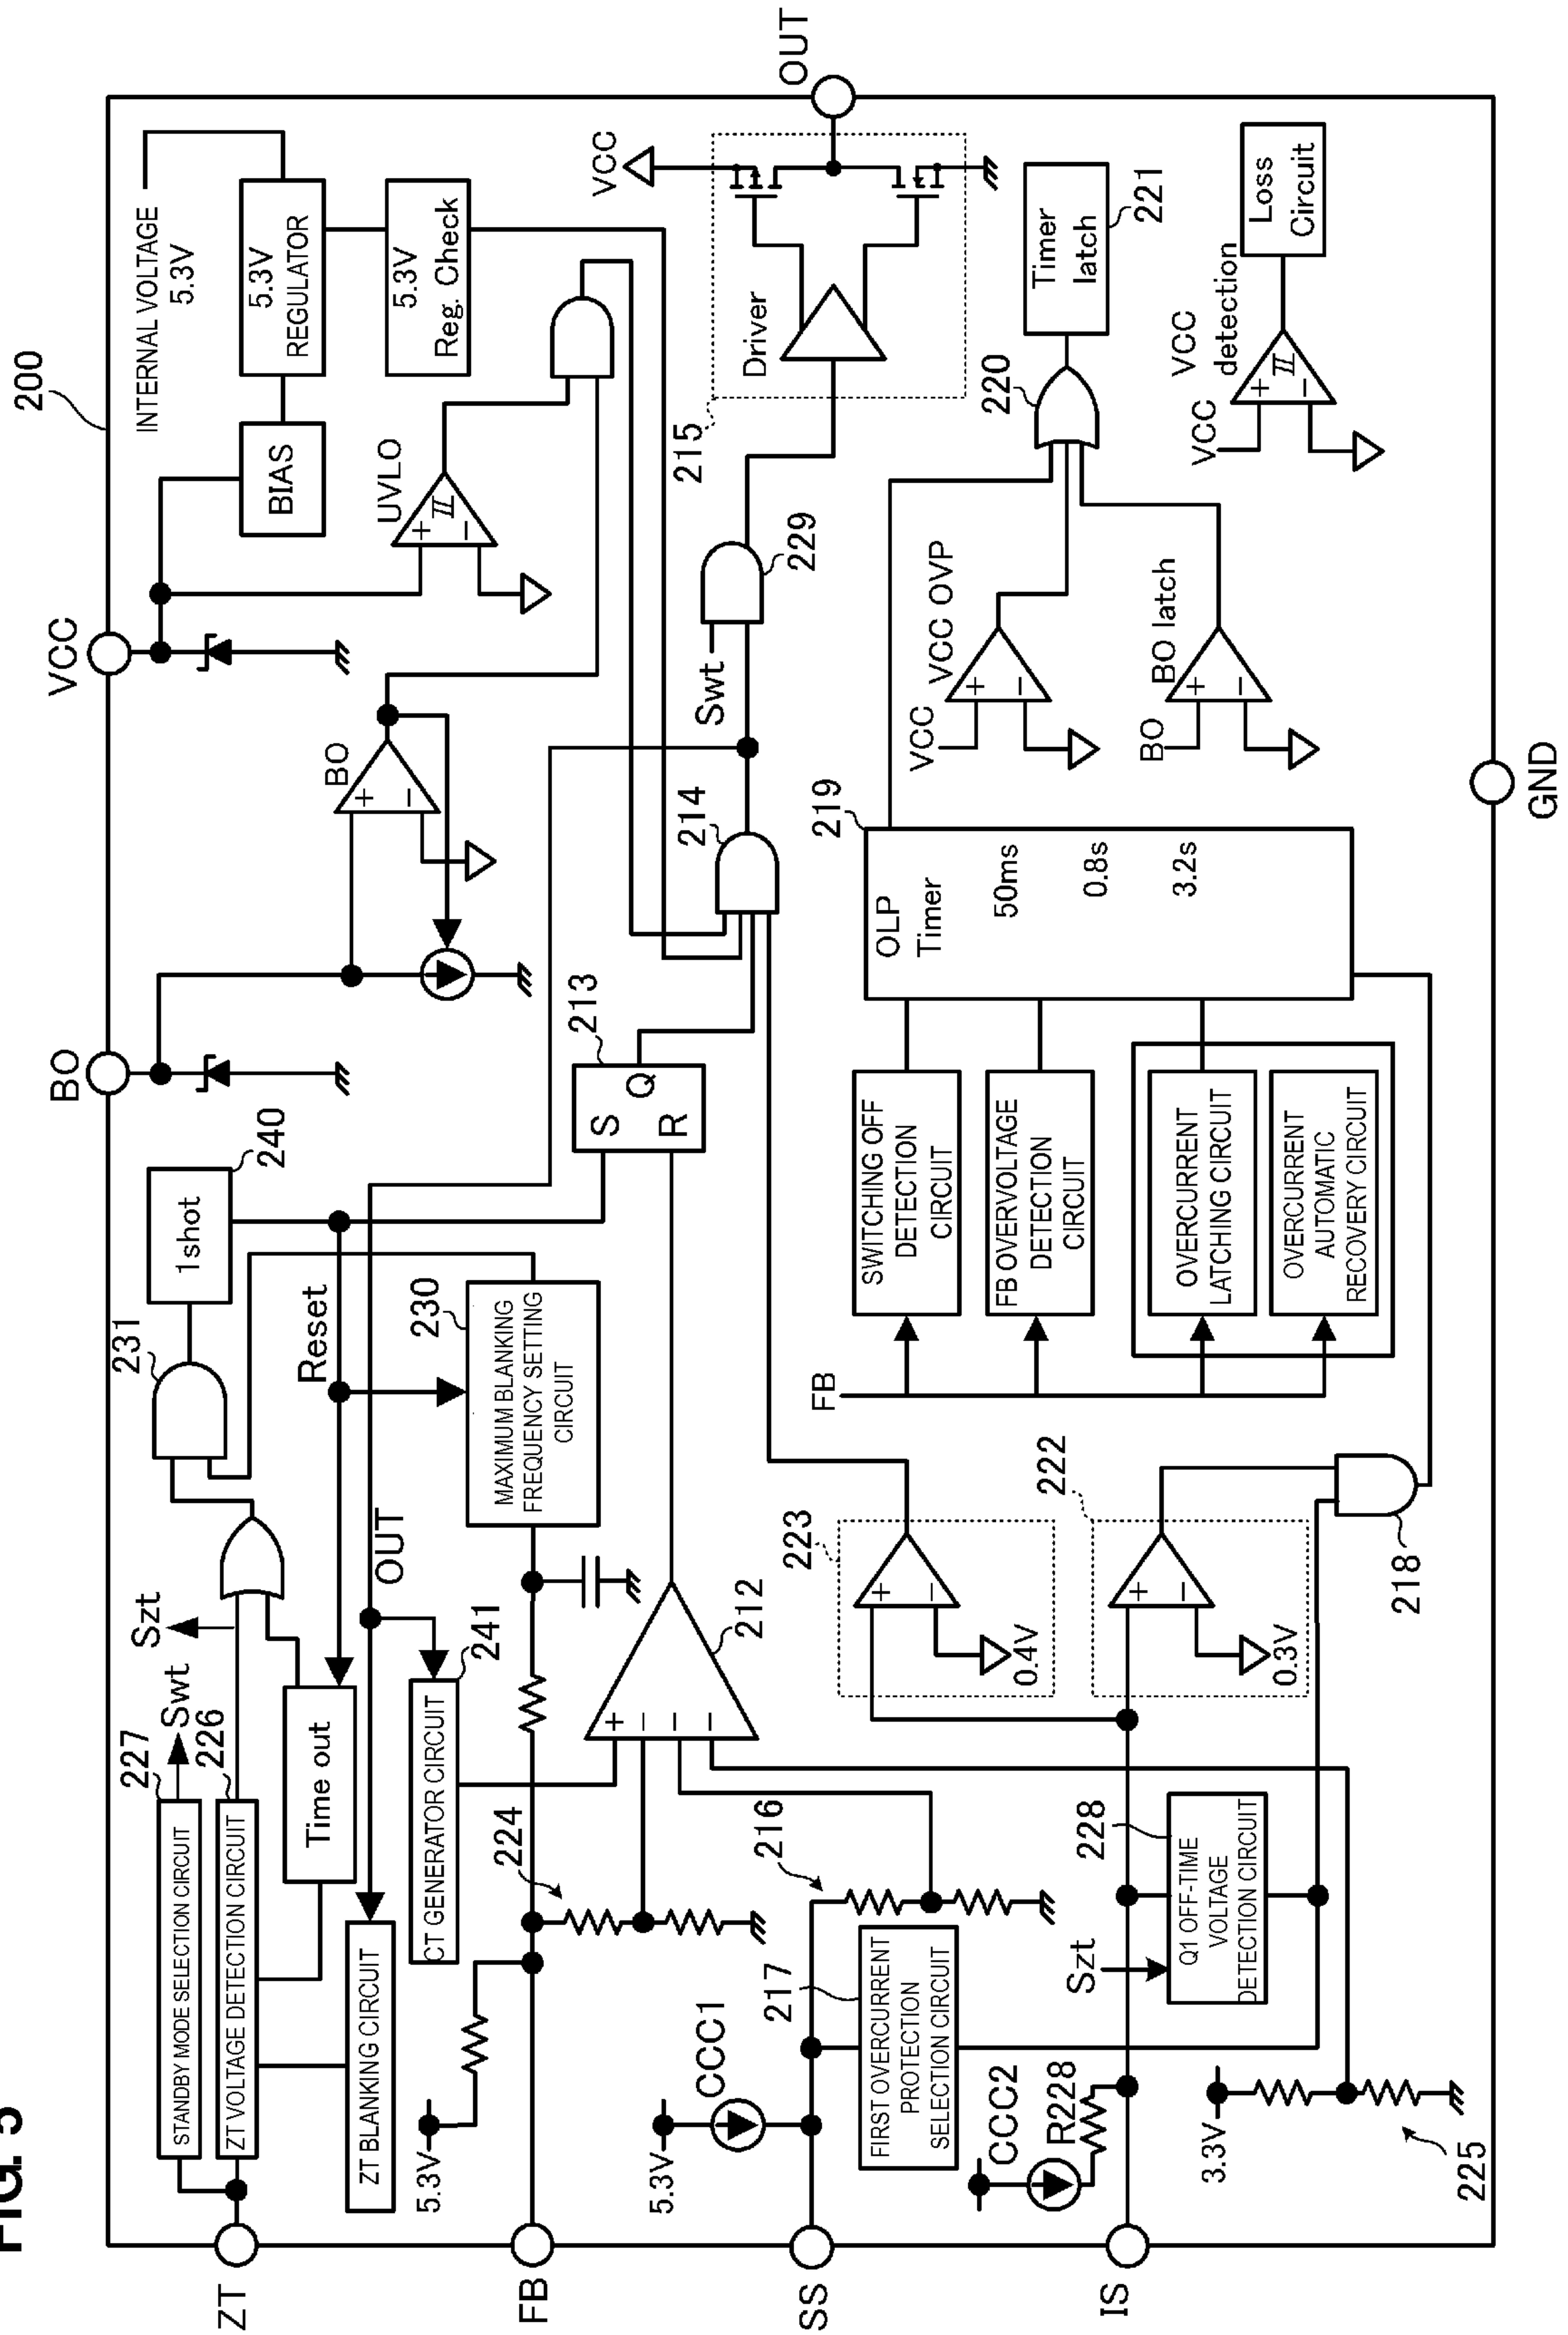 FIG. 5
200
ZT
FB
SS
IS
BO
VCC
OUT
GND
227
STANDBY MODE SELECTION CIRCUIT
Swt
226
ZT VOLTAGE DETECTION CIRCUIT
Szt
Time out
ZT BLANKING CIRCUIT
OUT
Reset
231
1shot
240
241
CT GENERATOR CIRCUIT
230
MAXIMUM BLANKING
FREQUENCY SETTING
CIRCUIT
5.3V
224
+
−
−
−
212
213
S
Q
R
BO
+
−
UVLO
+
−
BIAS
INTERNAL VOLTAGE
5.3V
5.3V
REGULATOR
5.3V
Reg. Check
214
Swt
229
215
Driver
VCC
5.3V
CCC1
216
217
FIRST OVERCURRENT
PROTECTION
SELECTION CIRCUIT
CCC2
R228
Szt
228
Q1 OFF-TIME
VOLTAGE
DETECTION CIRCUIT
3.3V
225
223
+
−
0.4V
222
+
−
0.3V
218
FB
SWITCHING OFF
DETECTION
CIRCUIT
FB OVERVOLTAGE
DETECTION
CIRCUIT
OVERCURRENT
LATCHING CIRCUIT
OVERCURRENT
AUTOMATIC
RECOVERY CIRCUIT
219
OLP
Timer
50ms
0.8s
3.2s
VCC
VCC OVP
+
−
BO
BO latch
+
−
220
Timer
latch
221
VCC
VCC
detection
+
−
Loss
Circuit